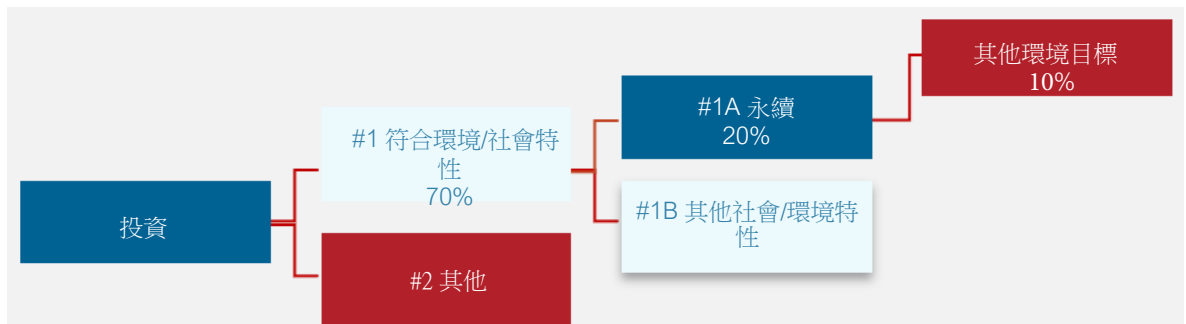 投資
#1 符合環境/社會特
性
70%
#2 其他
#1A 永續
20%
#1B 其他社會/環境特
性
其他環境目標
10%